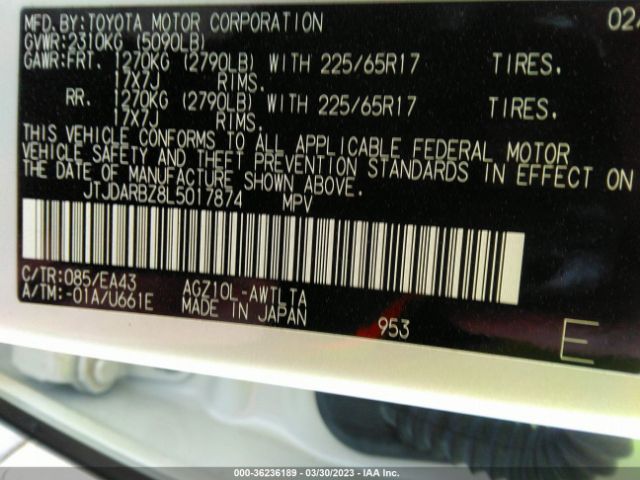 MFD.BY:TOYOTA MOTOR CORPORATION 02
GVWR:2310KG (5090LB)
GAWR:FRT. 1270KG (2790LB) WITH 225/65R17 TIRES.
17X7J RIMS.
RR. 1270KG (2790LB) WITH 225/65R17 TIRES.
17X7J RIMS.
THIS VEHICLE CONFORMS TO ALL APPLICABLE FEDERAL MOTOR
VEHICLE SAFETY AND THEFT PREVENTION STANDARDS IN EFFECT ON
THE DATE OF MANUFACTURE SHOWN ABOVE.
JTJDARBZ8L5017874 MPV
C/TR:085/EA43 AGZ10L-AWTLTA
A/TM:-01A/U661E MADE IN JAPAN 953 E
000-36236189 — 03/30/2023 — IAA Inc.